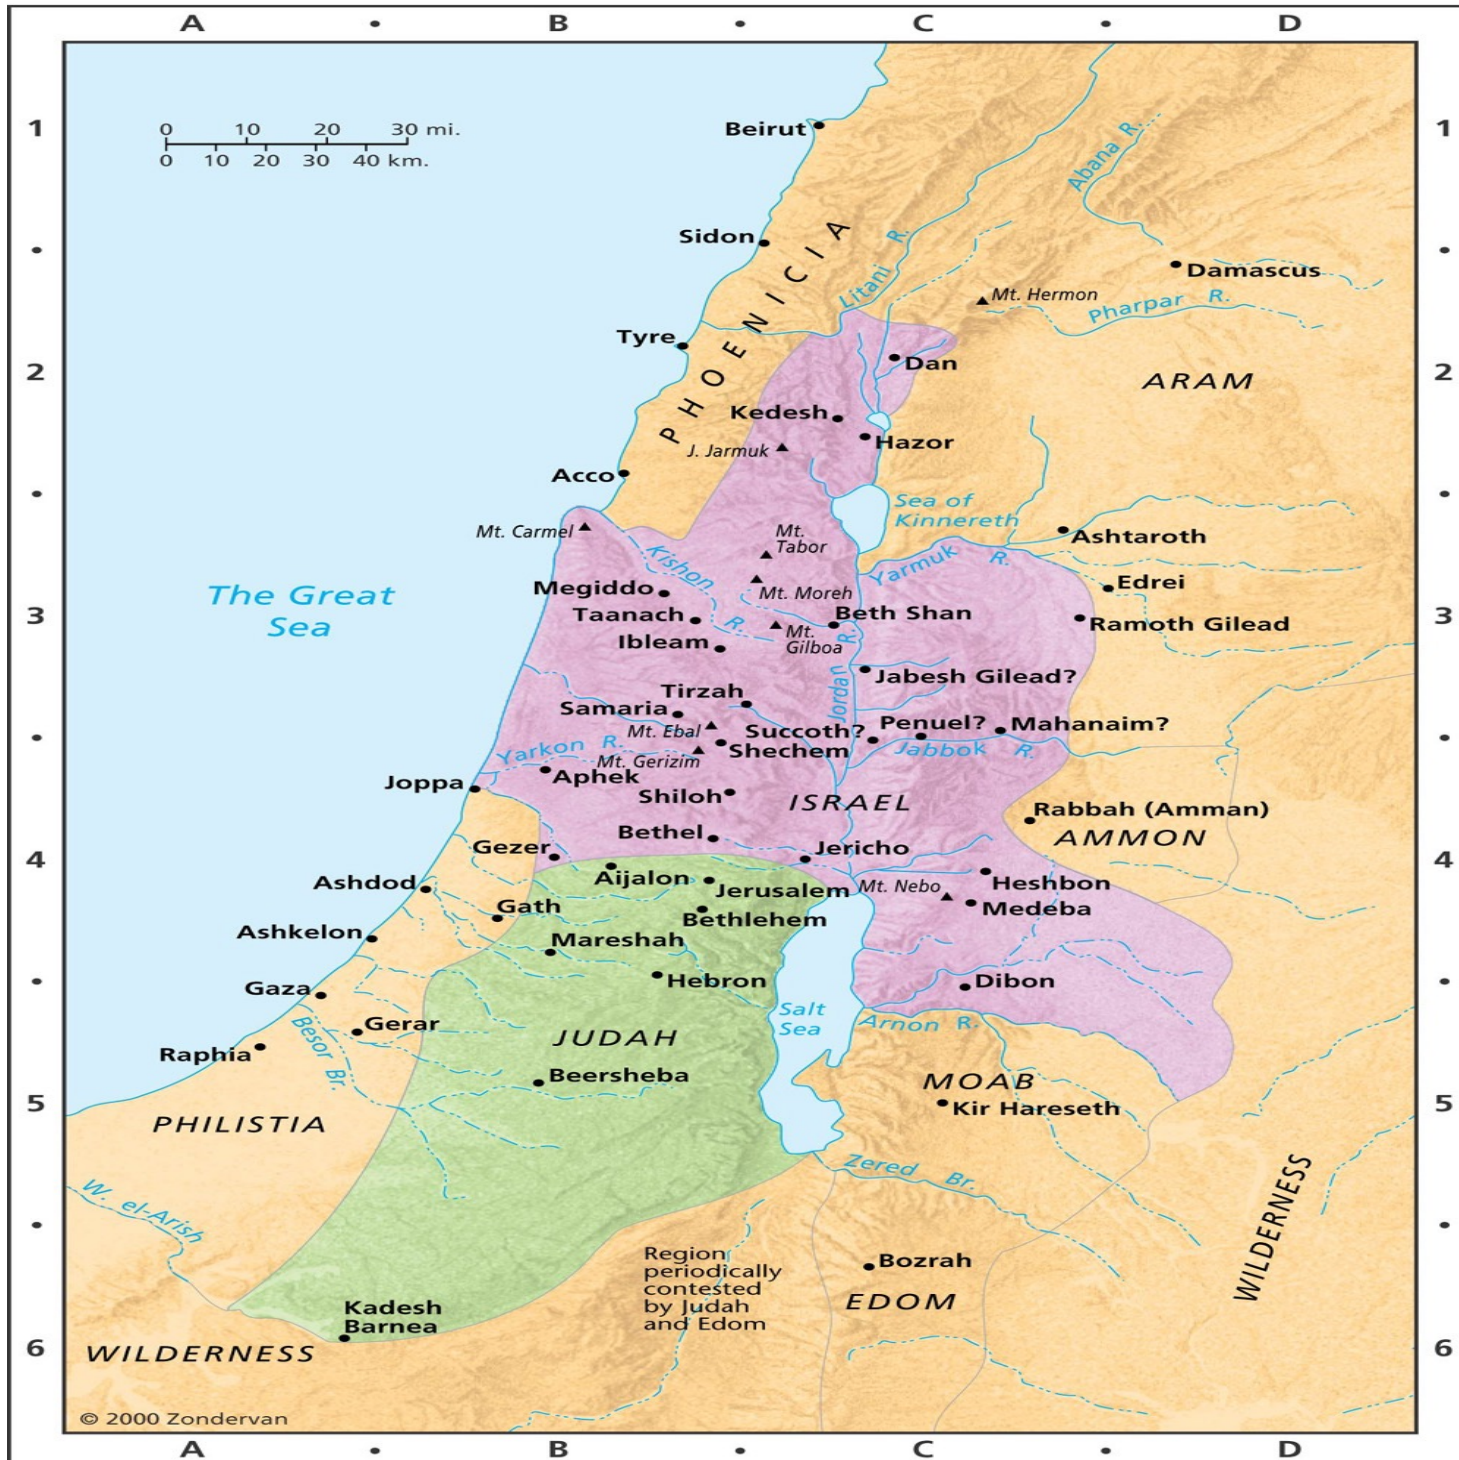 A • B • C • D
1
1
0 10 20 30 mi.
0 10 20 30 40 km.
Beirut
Abana R.
Sidon
PHOENICIA
Litani R.
Damascus
Mt. Hermon
Pharpar R.
Tyre
2
2
Dan
ARAM
Kedesh
Hazor
J. Jarmuk
Acco
Sea of
Kinnereth
Mt. Carmel
Mt.
Tabor
Ashtaroth
Kishon R.
Yarmuk R.
The Great
Sea
Megiddo
Mt. Moreh
Edrei
3
3
Taanach
Beth Shan
Ramoth Gilead
Ibleam
Mt.
Gilboa
Jordan R.
Jabesh Gilead?
Tirzah
Samaria
Mt. Ebal
Succoth?
Penuel?
Mahanaim?
Shechem
Jabbok R.
Yarkon R.
Mt. Gerizim
Joppa
Aphek
Shiloh
ISRAEL
Rabbah (Amman)
AMMON
Bethel
Gezer
Jericho
4
4
Ashdod
Aijalon
Jerusalem
Mt. Nebo
Heshbon
Gath
Bethlehem
Medeba
Ashkelon
Mareshah
Hebron
Dibon
Gaza
Salt
Sea
Arnon R.
Gerar
Besor Br.
JUDAH
Raphia
Beersheba
MOAB
5
5
Kir Hareseth
PHILISTIA
Zered Br.
W. el-Arish
WILDERNESS
Region
periodically
contested
by Judah
and Edom
Bozrah
EDOM
Kadesh
Barnea
6
6
WILDERNESS
© 2000 Zondervan
A • B • C • D